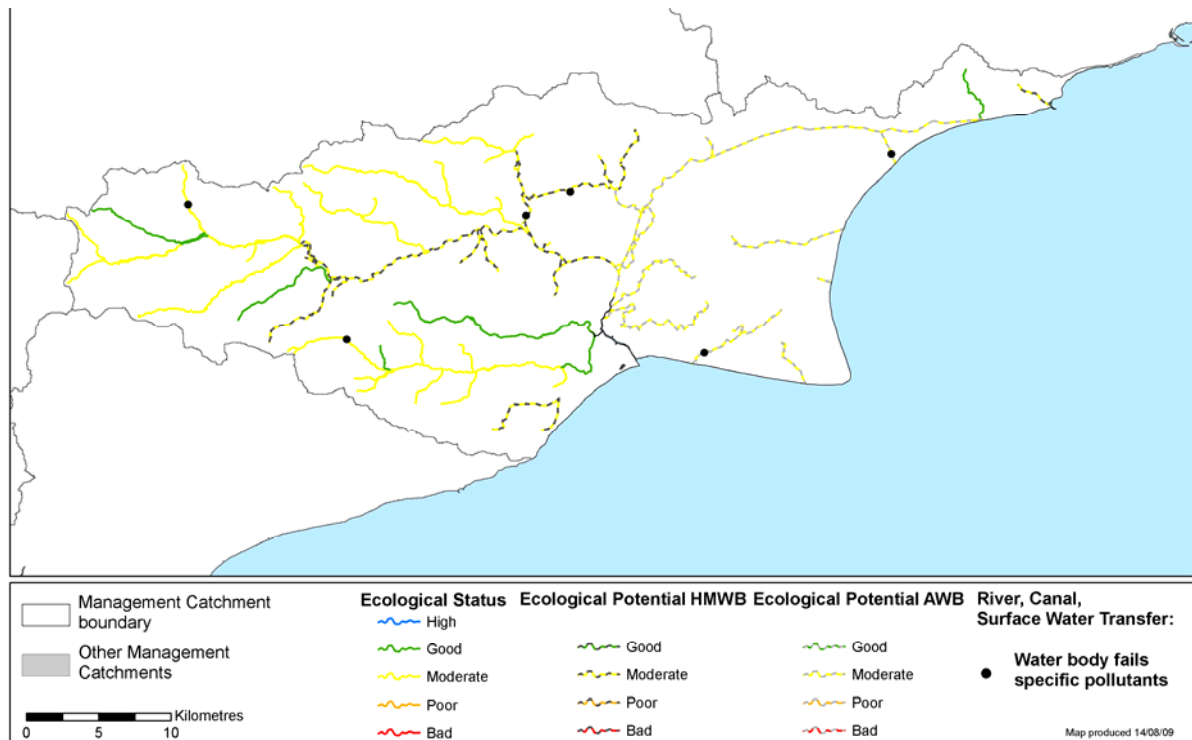 Management Catchment
boundary
Other Management
Catchments
Kilometres
0 5 10
Ecological Status
High
Good
Moderate
Poor
Bad
Ecological Potential HMWB
Good
Moderate
Poor
Bad
Ecological Potential AWB
Good
Moderate
Poor
Bad
River, Canal,
Surface Water Transfer:
Water body fails
specific pollutants
Map produced 14/08/09